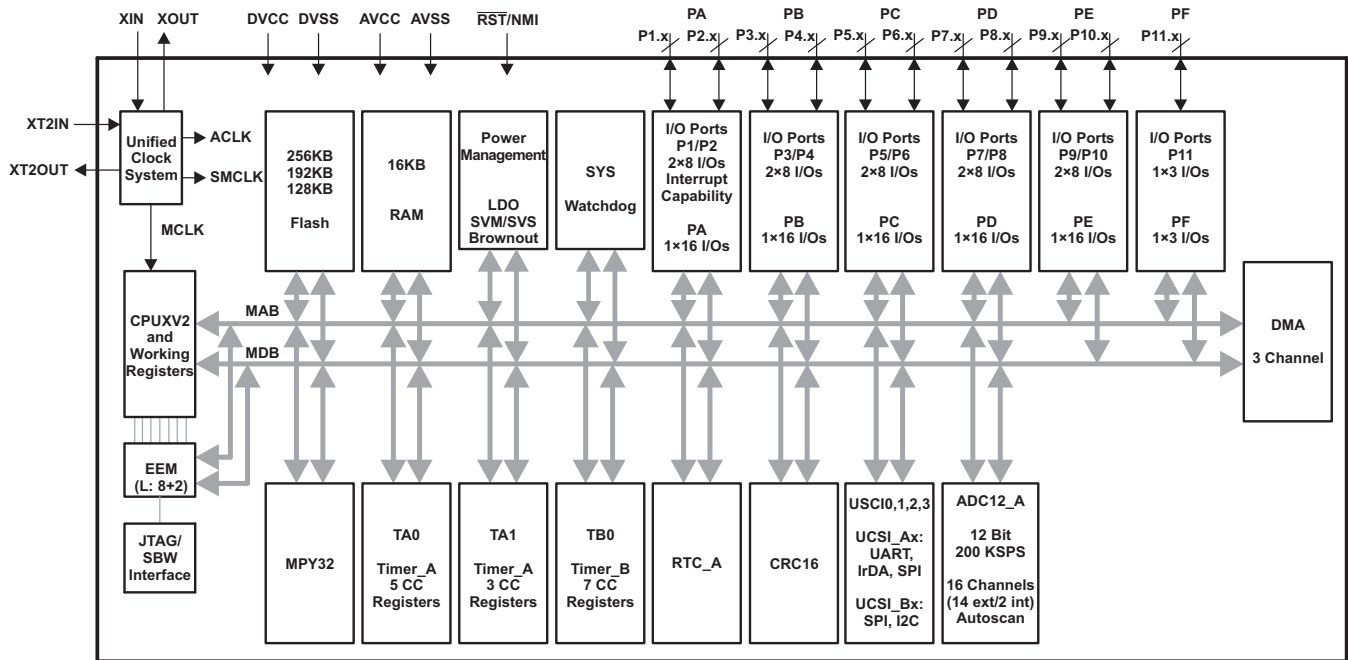 XIN
XOUT
DVCC
DVSS
AVCC
AVSS
RST/NMI
PA
P1.x
P2.x
PB
P3.x
P4.x
PC
P5.x
P6.x
PD
P7.x
P8.x
PE
P9.x
P10.x
PF
P11.x
XT2IN
XT2OUT
Unified
Clock
System
ACLK
SMCLK
MCLK
256KB
192KB
128KB
Flash
16KB
RAM
Power
Management
LDO
SVM/SVS
Brownout
SYS
Watchdog
I/O Ports
P1/P2
2×8 I/Os
Interrupt
Capability
PA
1×16 I/Os
I/O Ports
P3/P4
2×8 I/Os
PB
1×16 I/Os
I/O Ports
P5/P6
2×8 I/Os
PC
1×16 I/Os
I/O Ports
P7/P8
2×8 I/Os
PD
1×16 I/Os
I/O Ports
P9/P10
2×8 I/Os
PE
1×16 I/Os
I/O Ports
P11
1×3 I/Os
PF
1×3 I/Os
CPUXV2
and
Working
Registers
MAB
MDB
DMA
3 Channel
EEM
(L: 8+2)
JTAG/
SBW
Interface
MPY32
TA0
Timer_A
5 CC
Registers
TA1
Timer_A
3 CC
Registers
TB0
Timer_B
7 CC
Registers
RTC_A
CRC16
USCI0,1,2,3
UCSI_Ax:
UART,
IrDA, SPI
UCSI_Bx:
SPI, I2C
ADC12_A
12 Bit
200 KSPS
16 Channels
(14 ext/2 int)
Autoscan